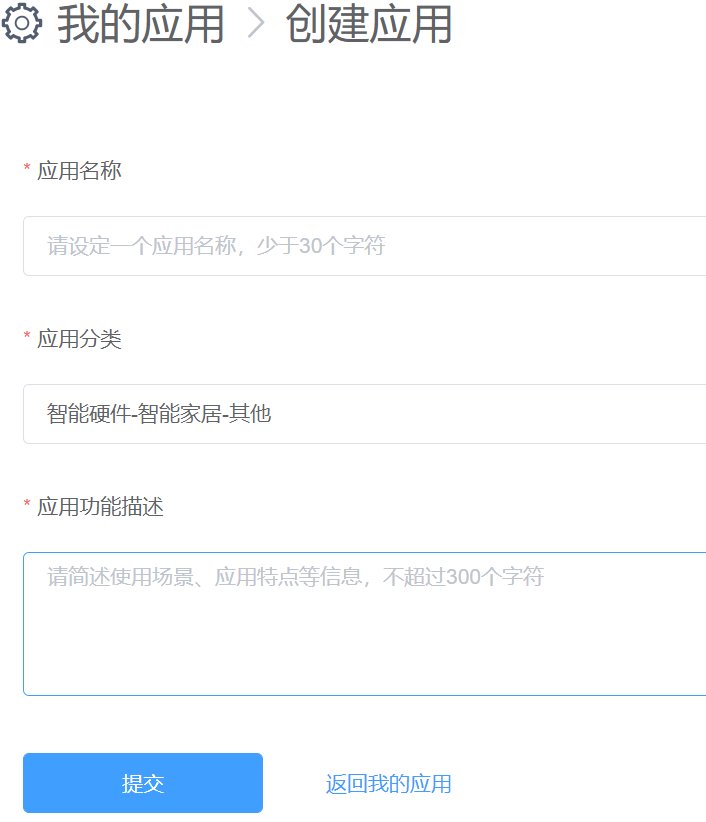 我的应用 > 创建应用
* 应用名称
请设定一个应用名称，少于30个字符
* 应用分类
智能硬件-智能家居-其他
* 应用功能描述
请简述使用场景、应用特点等信息，不超过300个字符
提交 返回我的应用